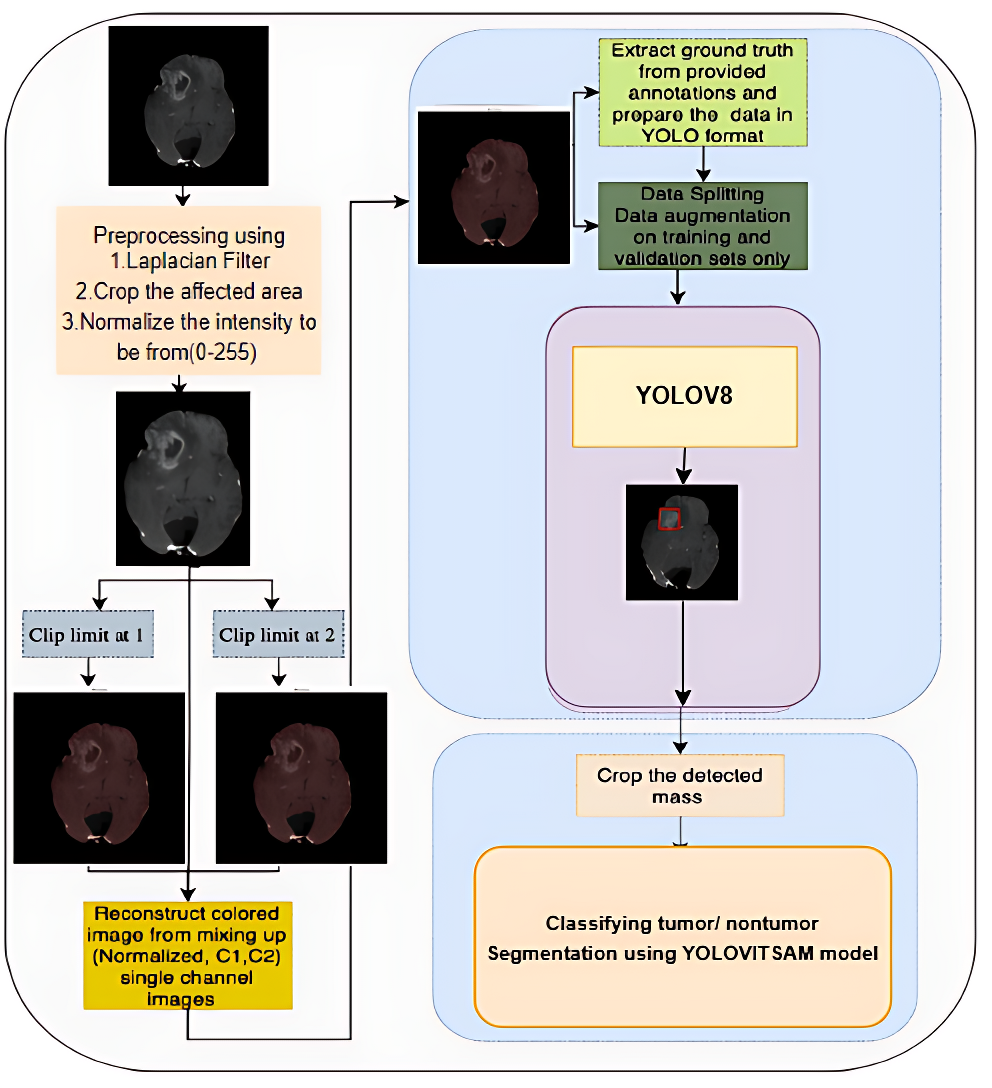 Preprocessing using
1.Laplacian Filter
2.Crop the affected area
3.Normalize the intensity to
be from(0-255)
Clip limit at 1
Clip limit at 2
Reconstruct colored
image from mixing up
(Normalized, C1,C2)
single channel
images
Extract ground truth
from provided
annotations and
prepare the data in
YOLO format
Data Splitting
Data augmentation
on training and
validation sets only
YOLOV8
Crop the detected
mass
Classifying tumor/ nontumor
Segmentation using YOLOVITSAM model